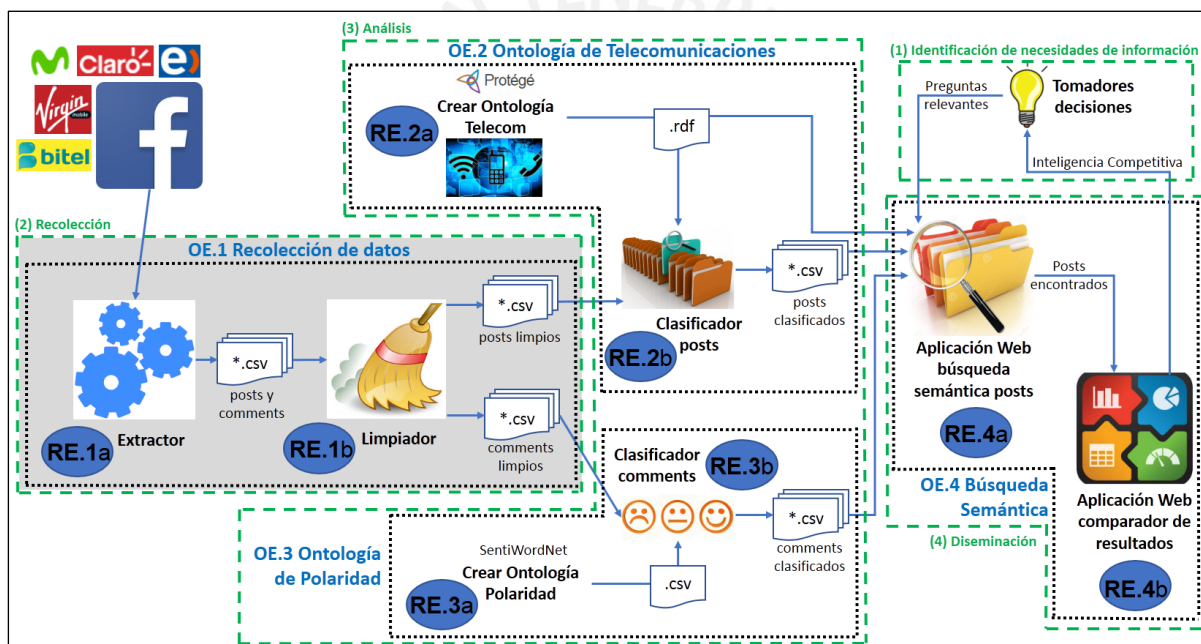 (3) Análisis
OE.2 Ontología de Telecomunicaciones
(1) Identificación de necesidades de información
Claro
e)
Virgin
mobile
bitel
f
Protégé
Crear Ontología
Telecom
RE.2a
.rdf
Preguntas
relevantes
Tomadores
decisiones
Inteligencia Competitiva
(2) Recolección
OE.1 Recolección de datos
*.csv
posts limpios
*.csv
posts y
comments
Extractor
RE.1a
Limpiador
RE.1b
*.csv
comments
limpios
Clasificador
posts
RE.2b
*.csv
posts
clasificados
Posts
encontrados
Aplicación Web
búsqueda
semántica posts
RE.4a
OE.4 Búsqueda
Semántica
Aplicación Web
comparador de
resultados
RE.4b
(4) Diseminación
Clasificador
comments
RE.3b
*.csv
comments
clasificados
OE.3 Ontología
de Polaridad
SentiWordNet
Crear Ontología
Polaridad
RE.3a
.csv